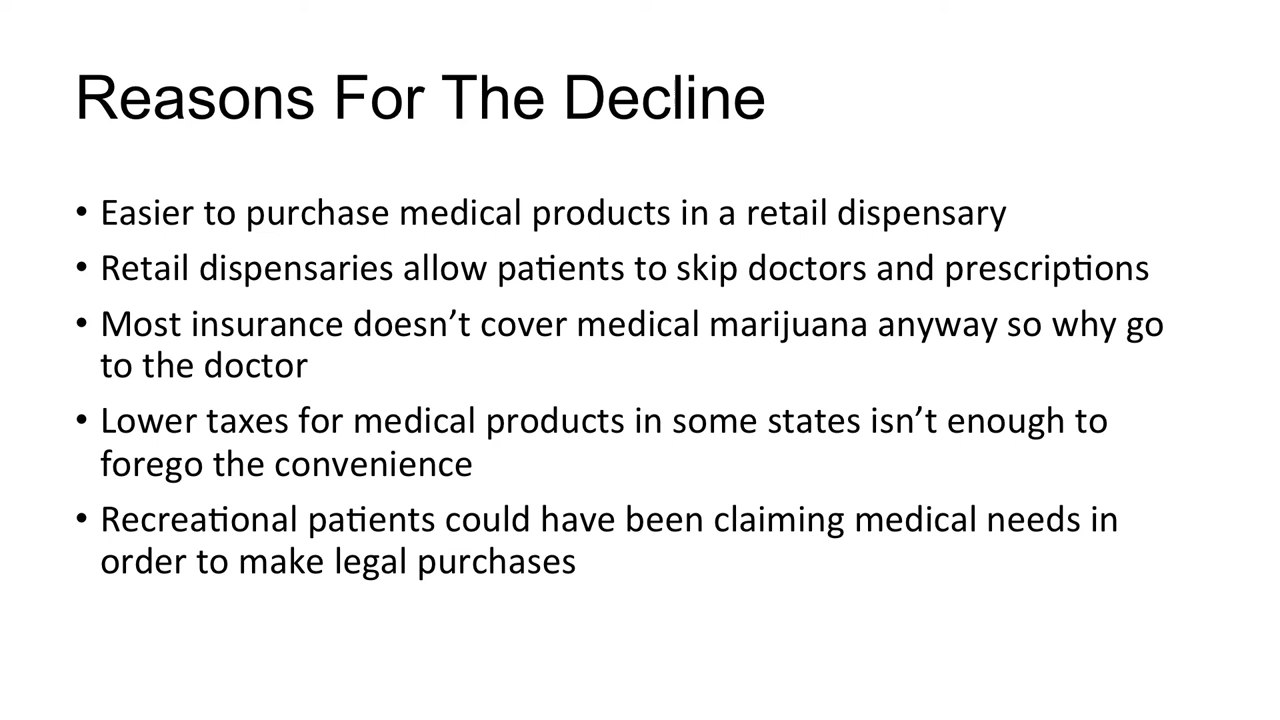 Reasons For The Decline
• Easier to purchase medical products in a retail dispensary
• Retail dispensaries allow patients to skip doctors and prescriptions
• Most insurance doesn’t cover medical marijuana anyway so why go
to the doctor
• Lower taxes for medical products in some states isn’t enough to
forego the convenience
• Recreational patients could have been claiming medical needs in
order to make legal purchases